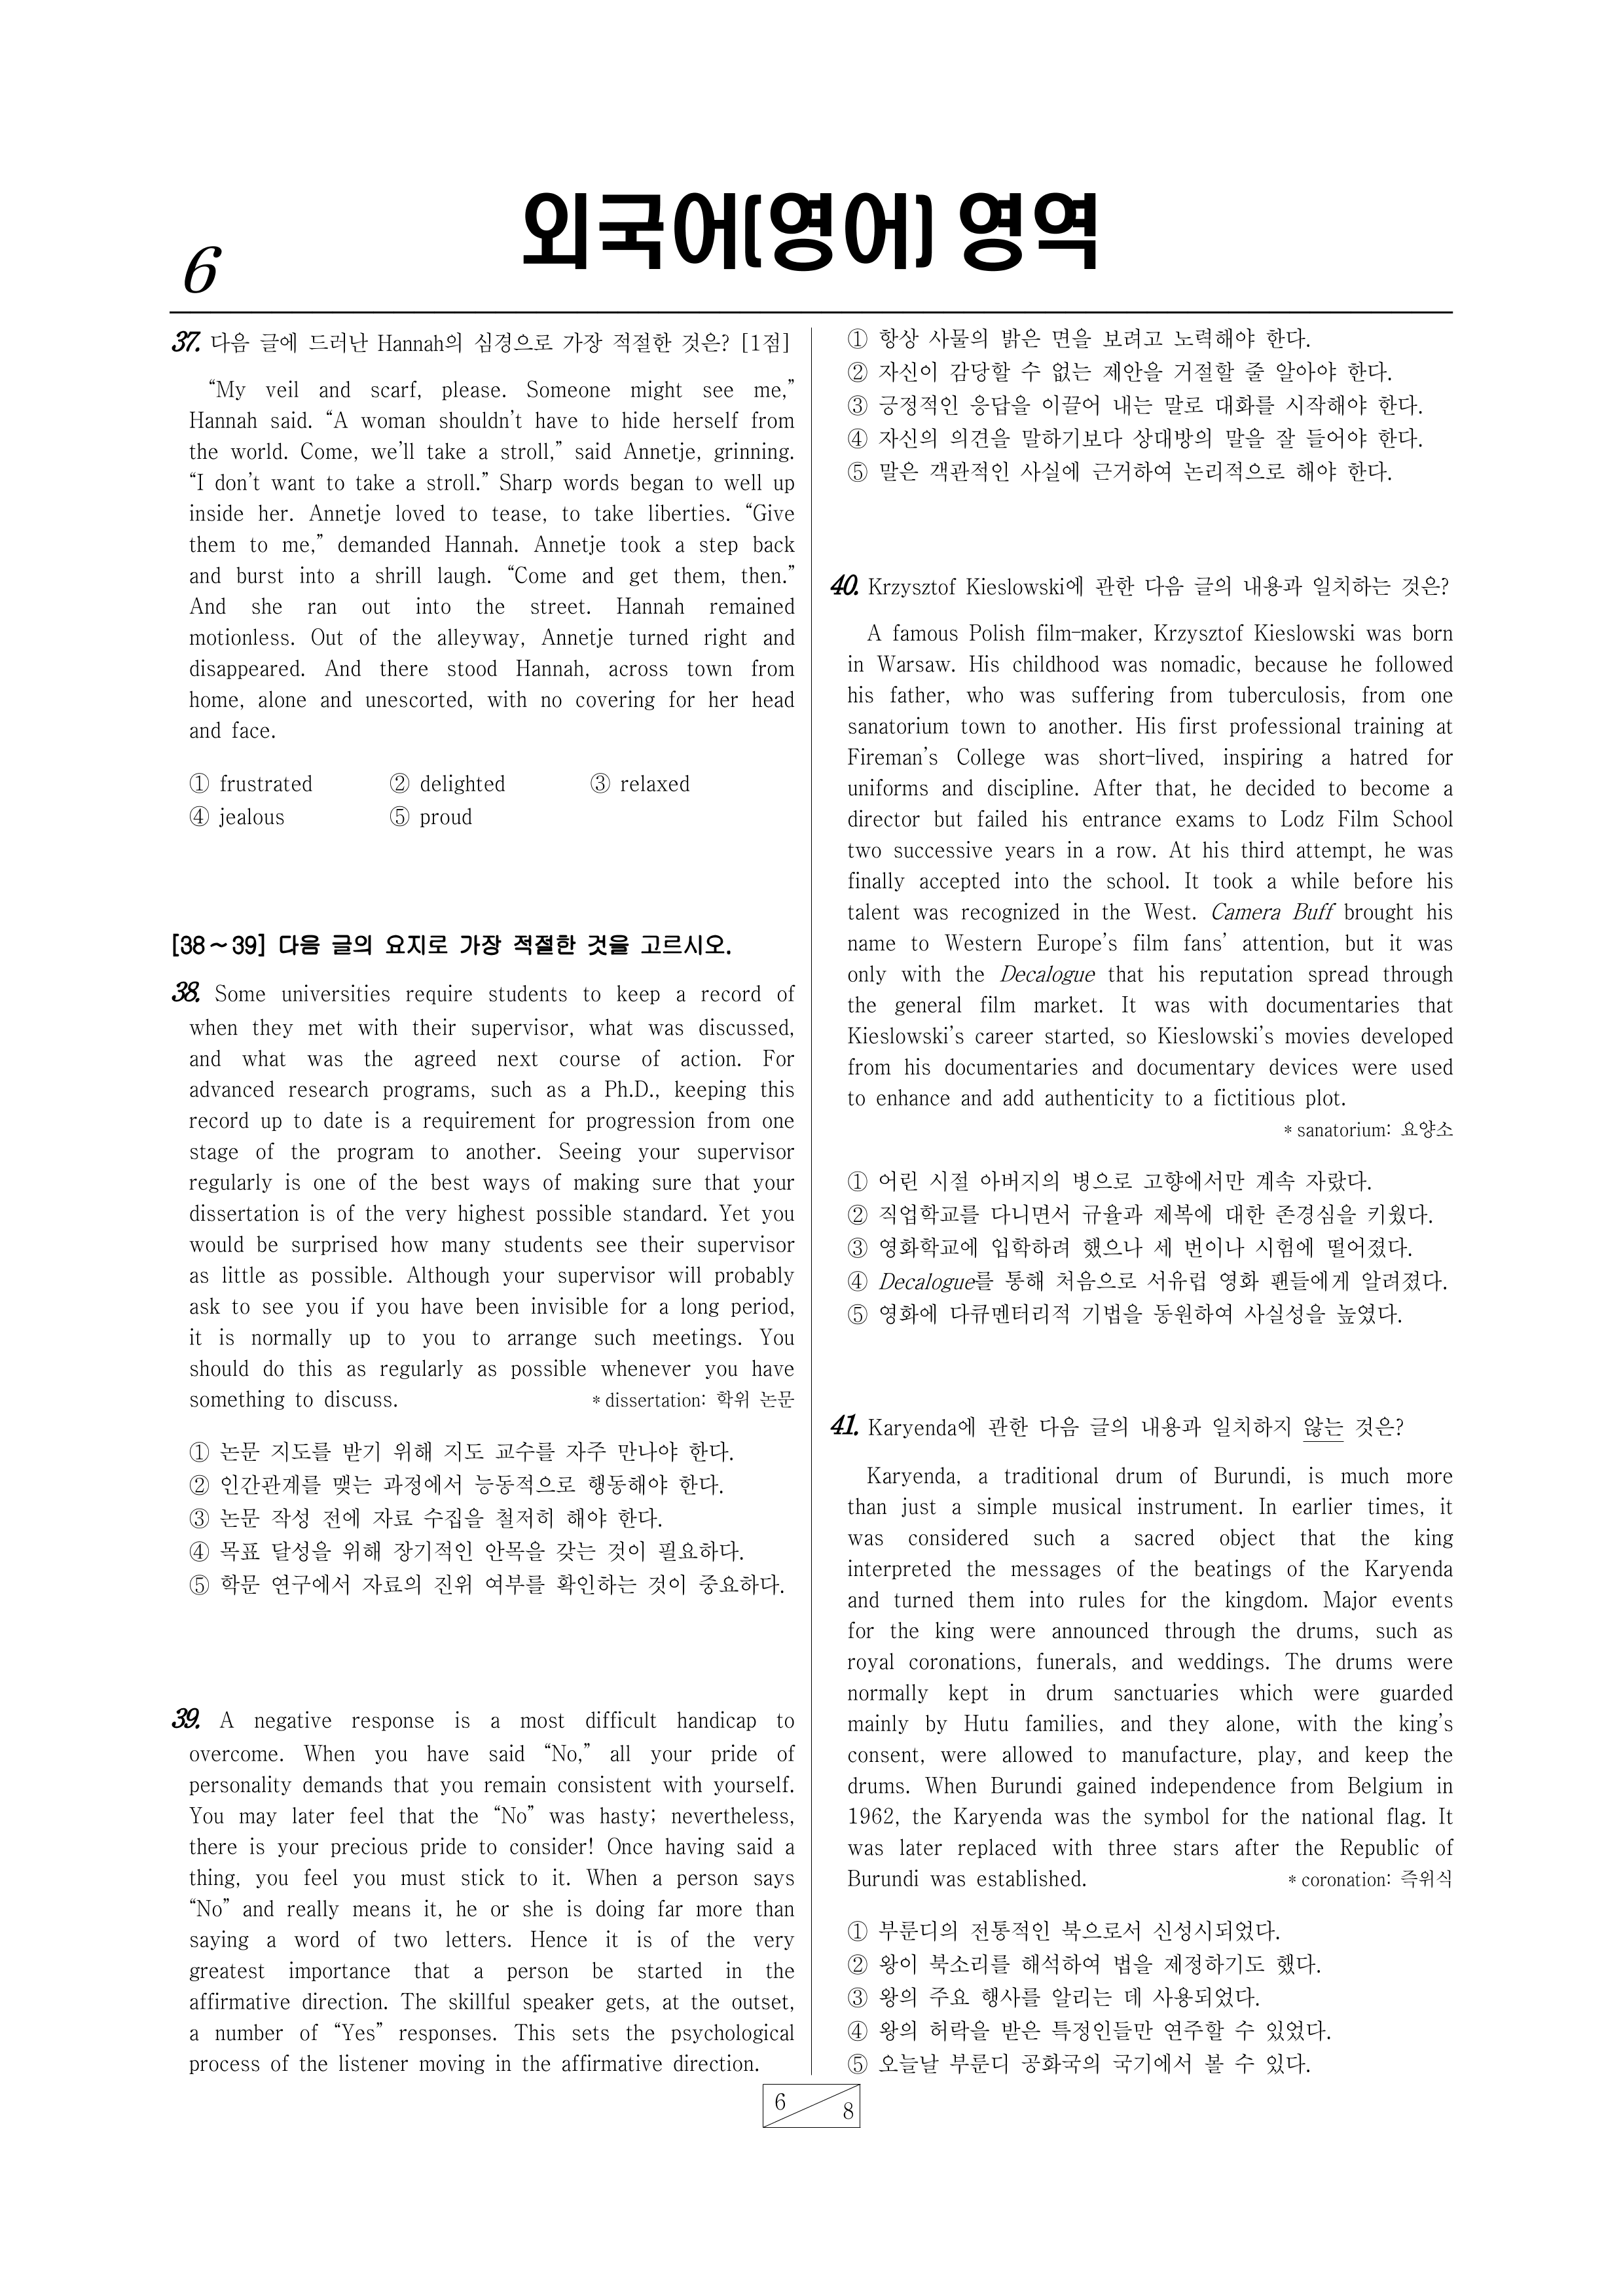 외국어(영어) 영역
6
37. 다음 글에 드러난 Hannah의 심경으로 가장 적절한 것은? [1점]
“My veil and scarf, please. Someone might see me,”
Hannah said. “A woman shouldn’t have to hide herself from
the world. Come, we’ll take a stroll,” said Annetje, grinning.
“I don’t want to take a stroll.” Sharp words began to well up
inside her. Annetje loved to tease, to take liberties. “Give
them to me,” demanded Hannah. Annetje took a step back
and burst into a shrill laugh. “Come and get them, then.”
And she ran out into the street. Hannah remained
motionless. Out of the alleyway, Annetje turned right and
disappeared. And there stood Hannah, across town from
home, alone and unescorted, with no covering for her head
and face.
① frustrated ② delighted ③ relaxed
④ jealous ⑤ proud
[38~39] 다음 글의 요지로 가장 적절한 것을 고르시오.
38. Some universities require students to keep a record of
when they met with their supervisor, what was discussed,
and what was the agreed next course of action. For
advanced research programs, such as a Ph.D., keeping this
record up to date is a requirement for progression from one
stage of the program to another. Seeing your supervisor
regularly is one of the best ways of making sure that your
dissertation is of the very highest possible standard. Yet you
would be surprised how many students see their supervisor
as little as possible. Although your supervisor will probably
ask to see you if you have been invisible for a long period,
it is normally up to you to arrange such meetings. You
should do this as regularly as possible whenever you have
something to discuss. * dissertation: 학위 논문
① 논문 지도를 받기 위해 지도 교수를 자주 만나야 한다.
② 인간관계를 맺는 과정에서 능동적으로 행동해야 한다.
③ 논문 작성 전에 자료 수집을 철저히 해야 한다.
④ 목표 달성을 위해 장기적인 안목을 갖는 것이 필요하다.
⑤ 학문 연구에서 자료의 진위 여부를 확인하는 것이 중요하다.
39. A negative response is a most difficult handicap to
overcome. When you have said “No,” all your pride of
personality demands that you remain consistent with yourself.
You may later feel that the “No” was hasty; nevertheless,
there is your precious pride to consider! Once having said a
thing, you feel you must stick to it. When a person says
“No” and really means it, he or she is doing far more than
saying a word of two letters. Hence it is of the very
greatest importance that a person be started in the
affirmative direction. The skillful speaker gets, at the outset,
a number of “Yes” responses. This sets the psychological
process of the listener moving in the affirmative direction.
① 항상 사물의 밝은 면을 보려고 노력해야 한다.
② 자신이 감당할 수 없는 제안을 거절할 줄 알아야 한다.
③ 긍정적인 응답을 이끌어 내는 말로 대화를 시작해야 한다.
④ 자신의 의견을 말하기보다 상대방의 말을 잘 들어야 한다.
⑤ 말은 객관적인 사실에 근거하여 논리적으로 해야 한다.
40. Krzysztof Kieslowski에 관한 다음 글의 내용과 일치하는 것은?
A famous Polish film-maker, Krzysztof Kieslowski was born
in Warsaw. His childhood was nomadic, because he followed
his father, who was suffering from tuberculosis, from one
sanatorium town to another. His first professional training at
Fireman’s College was short-lived, inspiring a hatred for
uniforms and discipline. After that, he decided to become a
director but failed his entrance exams to Lodz Film School
two successive years in a row. At his third attempt, he was
finally accepted into the school. It took a while before his
talent was recognized in the West. Camera Buff brought his
name to Western Europe’s film fans’ attention, but it was
only with the Decalogue that his reputation spread through
the general film market. It was with documentaries that
Kieslowski’s career started, so Kieslowski’s movies developed
from his documentaries and documentary devices were used
to enhance and add authenticity to a fictitious plot.
* sanatorium: 요양소
① 어린 시절 아버지의 병으로 고향에서만 계속 자랐다.
② 직업학교를 다니면서 규율과 제복에 대한 존경심을 키웠다.
③ 영화학교에 입학하려 했으나 세 번이나 시험에 떨어졌다.
④ Decalogue를 통해 처음으로 서유럽 영화 팬들에게 알려졌다.
⑤ 영화에 다큐멘터리적 기법을 동원하여 사실성을 높였다.
41. Karyenda에 관한 다음 글의 내용과 일치하지 않는 것은?
Karyenda, a traditional drum of Burundi, is much more
than just a simple musical instrument. In earlier times, it
was considered such a sacred object that the king
interpreted the messages of the beatings of the Karyenda
and turned them into rules for the kingdom. Major events
for the king were announced through the drums, such as
royal coronations, funerals, and weddings. The drums were
normally kept in drum sanctuaries which were guarded
mainly by Hutu families, and they alone, with the king’s
consent, were allowed to manufacture, play, and keep the
drums. When Burundi gained independence from Belgium in
1962, the Karyenda was the symbol for the national flag. It
was later replaced with three stars after the Republic of
Burundi was established. * coronation: 즉위식
① 부룬디의 전통적인 북으로서 신성시되었다.
② 왕이 북소리를 해석하여 법을 제정하기도 했다.
③ 왕의 주요 행사를 알리는 데 사용되었다.
④ 왕의 허락을 받은 특정인들만 연주할 수 있었다.
⑤ 오늘날 부룬디 공화국의 국기에서 볼 수 있다.
6 8